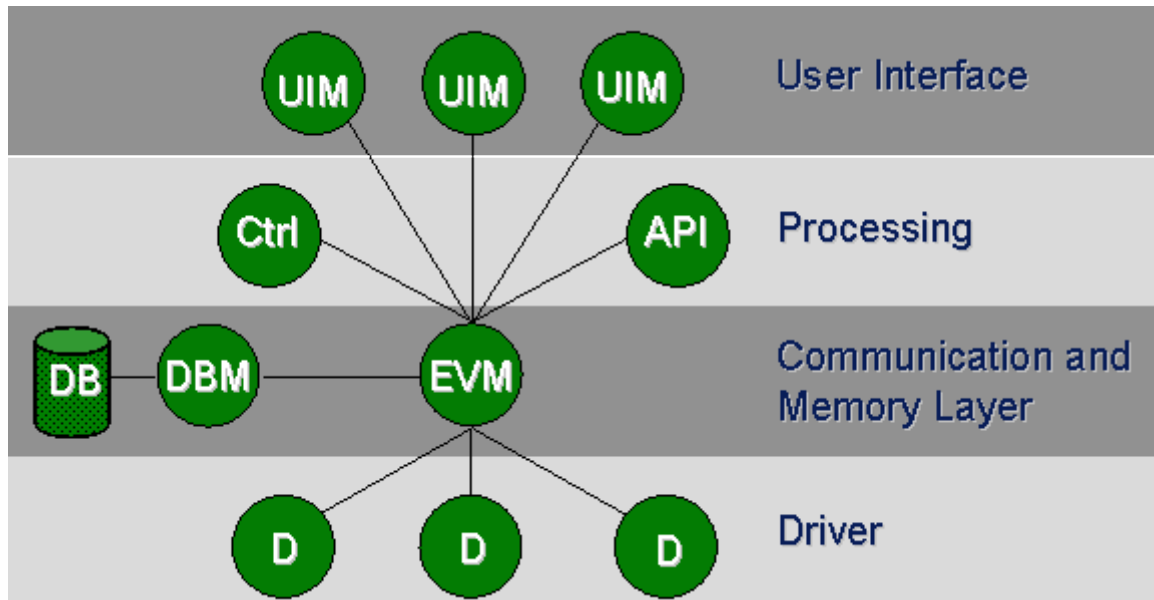 UIM
UIM
UIM
User Interface
Ctrl
API
Processing
DB
DBM
EVM
Communication and
Memory Layer
D
D
D
Driver